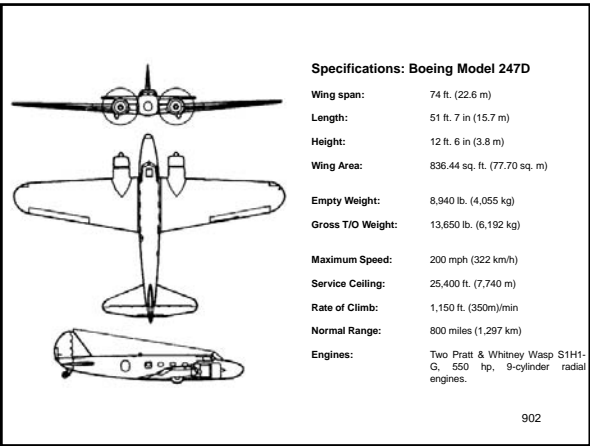 Specifications: Boeing Model 247D
Wing span: 74 ft. (22.6 m)
Length: 51 ft. 7 in (15.7 m)
Height: 12 ft. 6 in (3.8 m)
Wing Area: 836.44 sq. ft. (77.70 sq. m)
Empty Weight: 8,940 lb. (4,055 kg)
Gross T/O Weight: 13,650 lb. (6,192 kg)
Maximum Speed: 200 mph (322 km/h)
Service Ceiling: 25,400 ft. (7,740 m)
Rate of Climb: 1,150 ft. (350m)/min
Normal Range: 800 miles (1,297 km)
Engines: Two Pratt & Whitney Wasp S1H1-
G, 550 hp, 9-cylinder radial
engines.
902